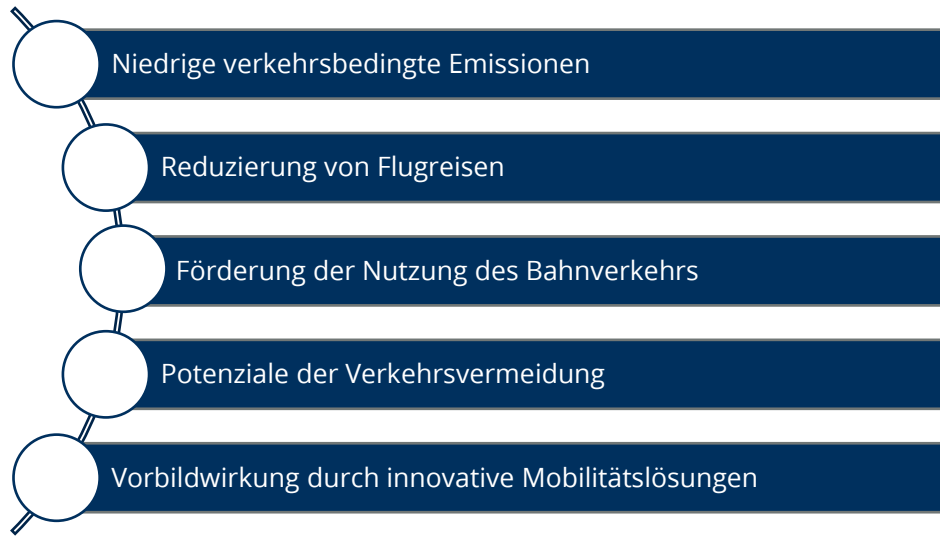 Niedrige verkehrsbedingte Emissionen
Reduzierung von Flugreisen
Förderung der Nutzung des Bahnverkehrs
Potenziale der Verkehrsvermeidung
Vorbildwirkung durch innovative Mobilitätslösungen